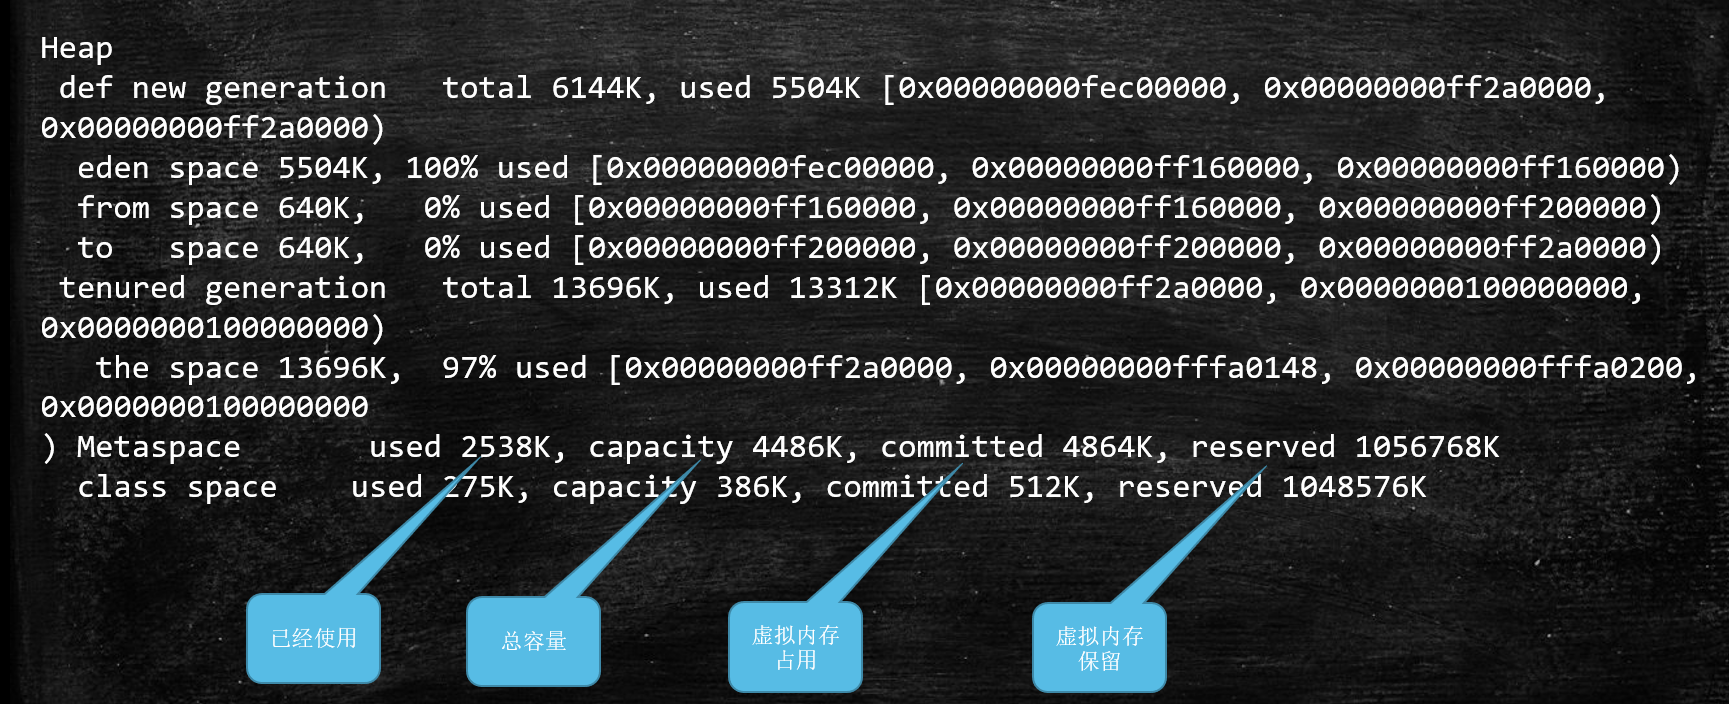 Heap
def new generation   total 6144K, used 5504K [0x00000000fec00000, 0x00000000ff2a0000,
0x00000000ff2a0000)
eden space 5504K, 100% used [0x00000000fec00000, 0x00000000ff160000, 0x00000000ff160000)
from space 640K,   0% used [0x00000000ff160000, 0x00000000ff160000, 0x00000000ff200000)
to   space 640K,   0% used [0x00000000ff200000, 0x00000000ff200000, 0x00000000ff2a0000)
tenured generation   total 13696K, used 13312K [0x00000000ff2a0000, 0x0000000100000000,
0x0000000100000000)
the space 13696K,  97% used [0x00000000ff2a0000, 0x00000000fffa0148, 0x00000000fffa0200,
0x0000000100000000
) Metaspace       used 2538K, capacity 4486K, committed 4864K, reserved 1056768K
class space    used 275K, capacity 386K, committed 512K, reserved 1048576K
已经使用
总容量
虚拟内存
占用
虚拟内存
保留